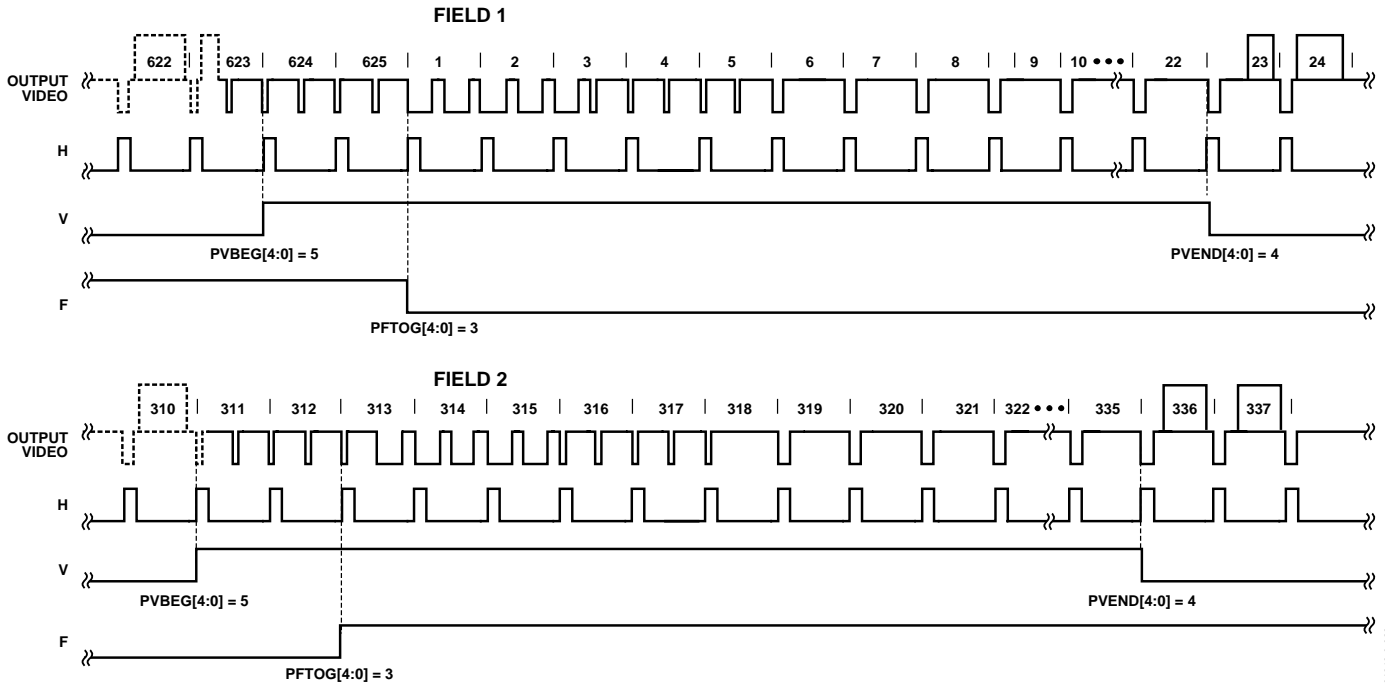 FIELD 1
622 623 624 625 1 2 3 4 5 6 7 8 9 10 ••• 22 23 24
OUTPUT
VIDEO
H
V
PVBEG[4:0] = 5
PVEND[4:0] = 4
F
PFTOG[4:0] = 3
FIELD 2
310 311 312 313 314 315 316 317 318 319 320 321 322 ••• 335 336 337
OUTPUT
VIDEO
H
V
PVBEG[4:0] = 5
PVEND[4:0] = 4
F
PFTOG[4:0] = 3